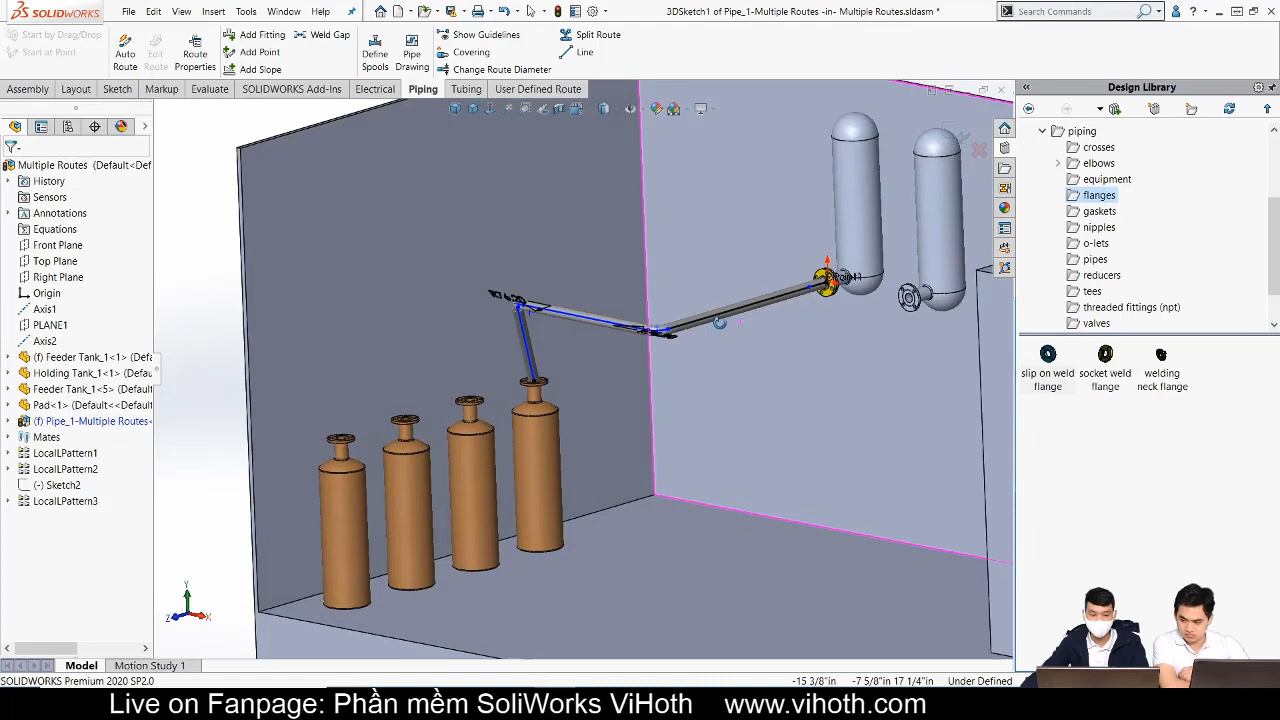 SOLIDWORKS File Edit View Insert Tools Window Help
3DSketch1 of Pipe_1-Multiple Routes -in- Multiple Routes.sldasm *
Search Commands
Start by Drag/Drop
Start at Point
Auto Route
Edit Route
Route Properties
Add Fitting
Add Point
Add Slope
Weld Gap
Define Spools
Pipe Drawing
Show Guidelines
Covering
Change Route Diameter
Split Route
Line
Assembly Layout Sketch Markup Evaluate SOLIDWORKS Add-Ins Electrical Piping Tubing User Defined Route
Multiple Routes (Default<Def
History
Sensors
Annotations
Equations
Front Plane
Top Plane
Right Plane
Origin
Axis1
PLANE1
Axis2
(f) Feeder Tank_1<1> (Defa
Holding Tank_1<1> (Defau
Feeder Tank_1<5> (Defau
Pad<1> (Default<<Default
(f) Pipe_1-Multiple Routes<
Mates
LocalLPattern1
LocalLPattern2
(-) Sketch2
LocalLPattern3
Y
Z
X
Design Library
piping
crosses
elbows
equipment
flanges
gaskets
nipples
o-lets
pipes
reducers
tees
threaded fittings (npt)
valves
slip on weld flange
socket weld flange
welding neck flange
Model Motion Study 1
SOLIDWORKS Premium 2020 SP2.0
-15 3/8"in -7 5/8"in 17 1/4"in Under Defined
Live on Fanpage: Phần mềm SoliWorks ViHoth www.vihoth.com